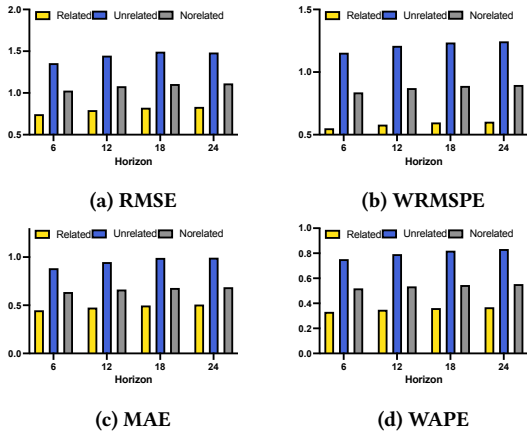 2.0
1.5
1.0
0.5
Related Unrelated Norelated
6 12 18 24
Horizon
(a) RMSE
1.5
1.0
0.5
Related Unrelated Norelated
6 12 18 24
Horizon
(b) WRMSPE
1.0
0.5
0.0
Related Unrelated Norelated
6 12 18 24
Horizon
(c) MAE
1.0
0.8
0.6
0.4
0.2
0.0
Related Unrelated Norelated
6 12 18 24
Horizon
(d) WAPE